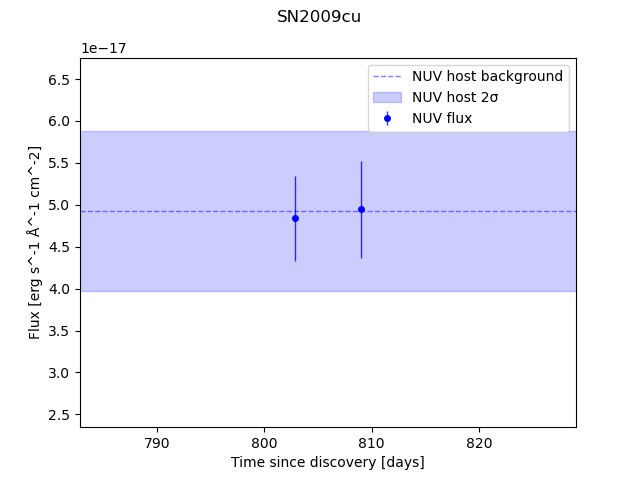 SN2009cu
1e−17
6.5
6.0
5.5
5.0
4.5
4.0
3.5
3.0
2.5
Flux [erg s^-1 Å^-1 cm^-2]
NUV host background
NUV host 2σ
NUV flux
790 800 810 820
Time since discovery [days]